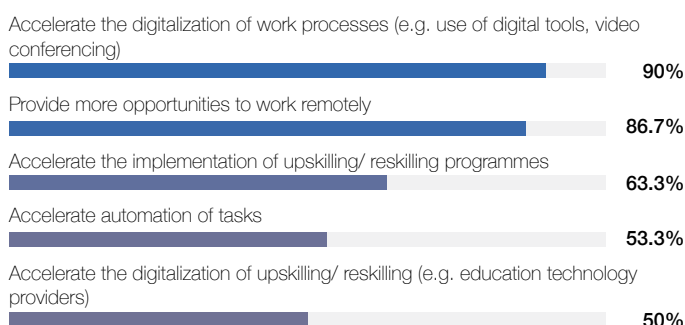 Accelerate the digitalization of work processes (e.g. use of digital tools, video
conferencing)
90%
Provide more opportunities to work remotely
86.7%
Accelerate the implementation of upskilling/ reskilling programmes
63.3%
Accelerate automation of tasks
53.3%
Accelerate the digitalization of upskilling/ reskilling (e.g. education technology
providers)
50%